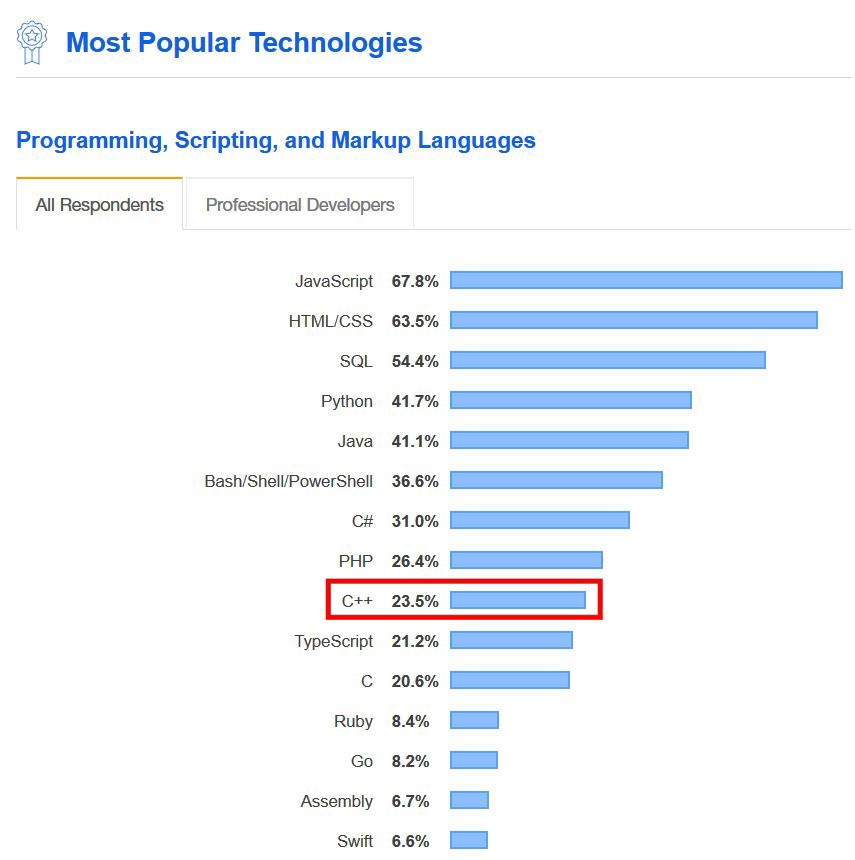 Most Popular Technologies
Programming, Scripting, and Markup Languages
All Respondents Professional Developers
JavaScript 67.8%
HTML/CSS 63.5%
SQL 54.4%
Python 41.7%
Java 41.1%
Bash/Shell/PowerShell 36.6%
C# 31.0%
PHP 26.4%
C++ 23.5%
TypeScript 21.2%
C 20.6%
Ruby 8.4%
Go 8.2%
Assembly 6.7%
Swift 6.6%